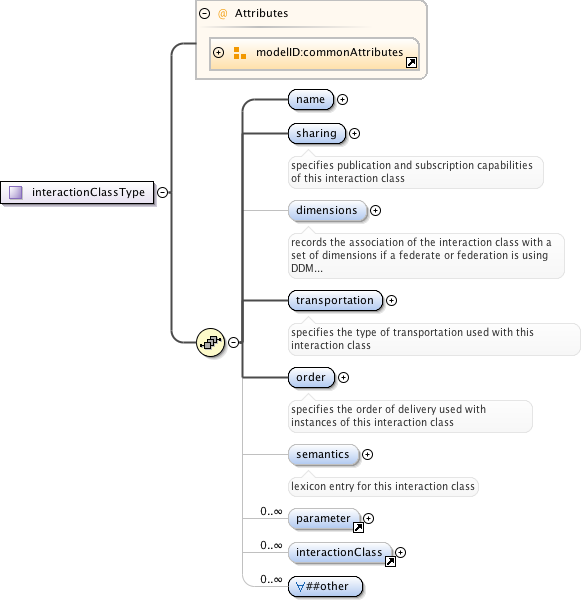 @ Attributes
modelID:commonAttributes
name
sharing
specifies publication and subscription capabilities
of this interaction class
interactionClassType
dimensions
records the association of the interaction class with a
set of dimensions if a federate or federation is using
DDM...
transportation
specifies the type of transportation used with this
interaction class
order
specifies the order of delivery used with
instances of this interaction class
semantics
lexicon entry for this interaction class
0..∞
parameter
0..∞
interactionClass
0..∞
∀##other